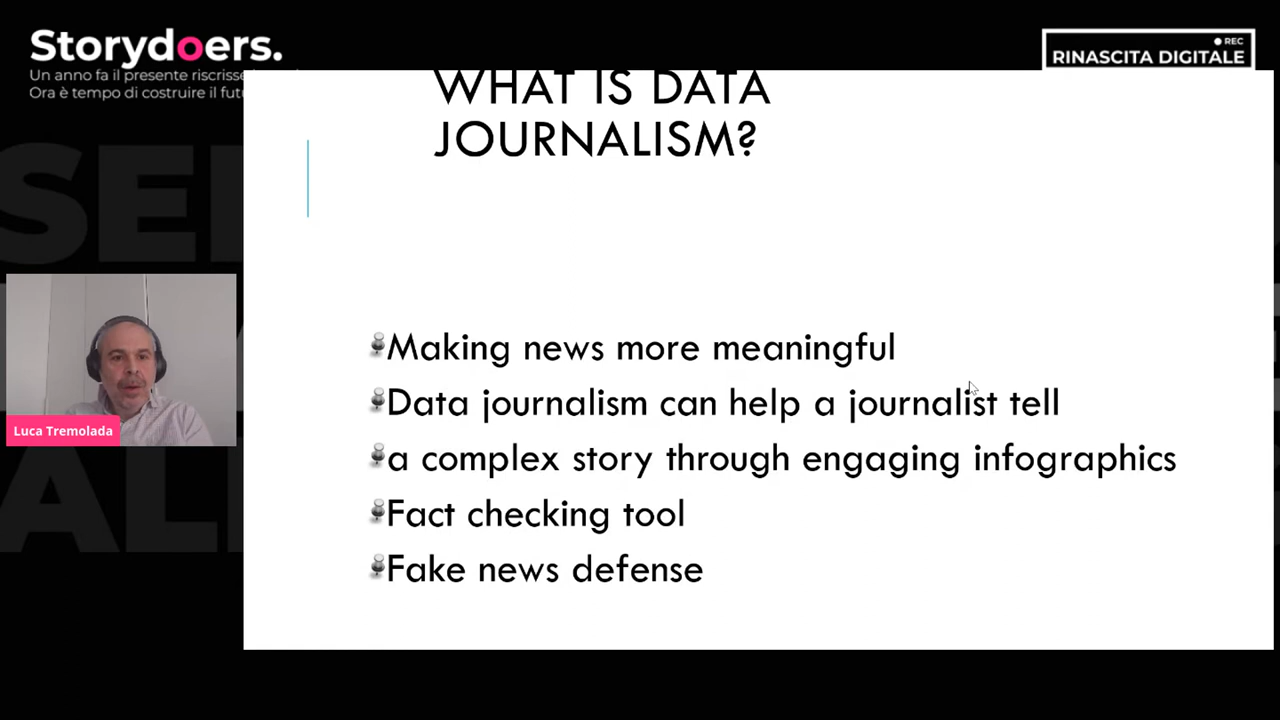 Storydoers.
Un anno fa il presente riscrisse
Ora è tempo di costruire il
REC
RINASCITA DIGITALE
WHAT IS DATA
JOURNALISM?
Making news more meaningful
Data journalism can help a journalist tell
a complex story through engaging infographics
Fact checking tool
Fake news defense
Luca Tremolada